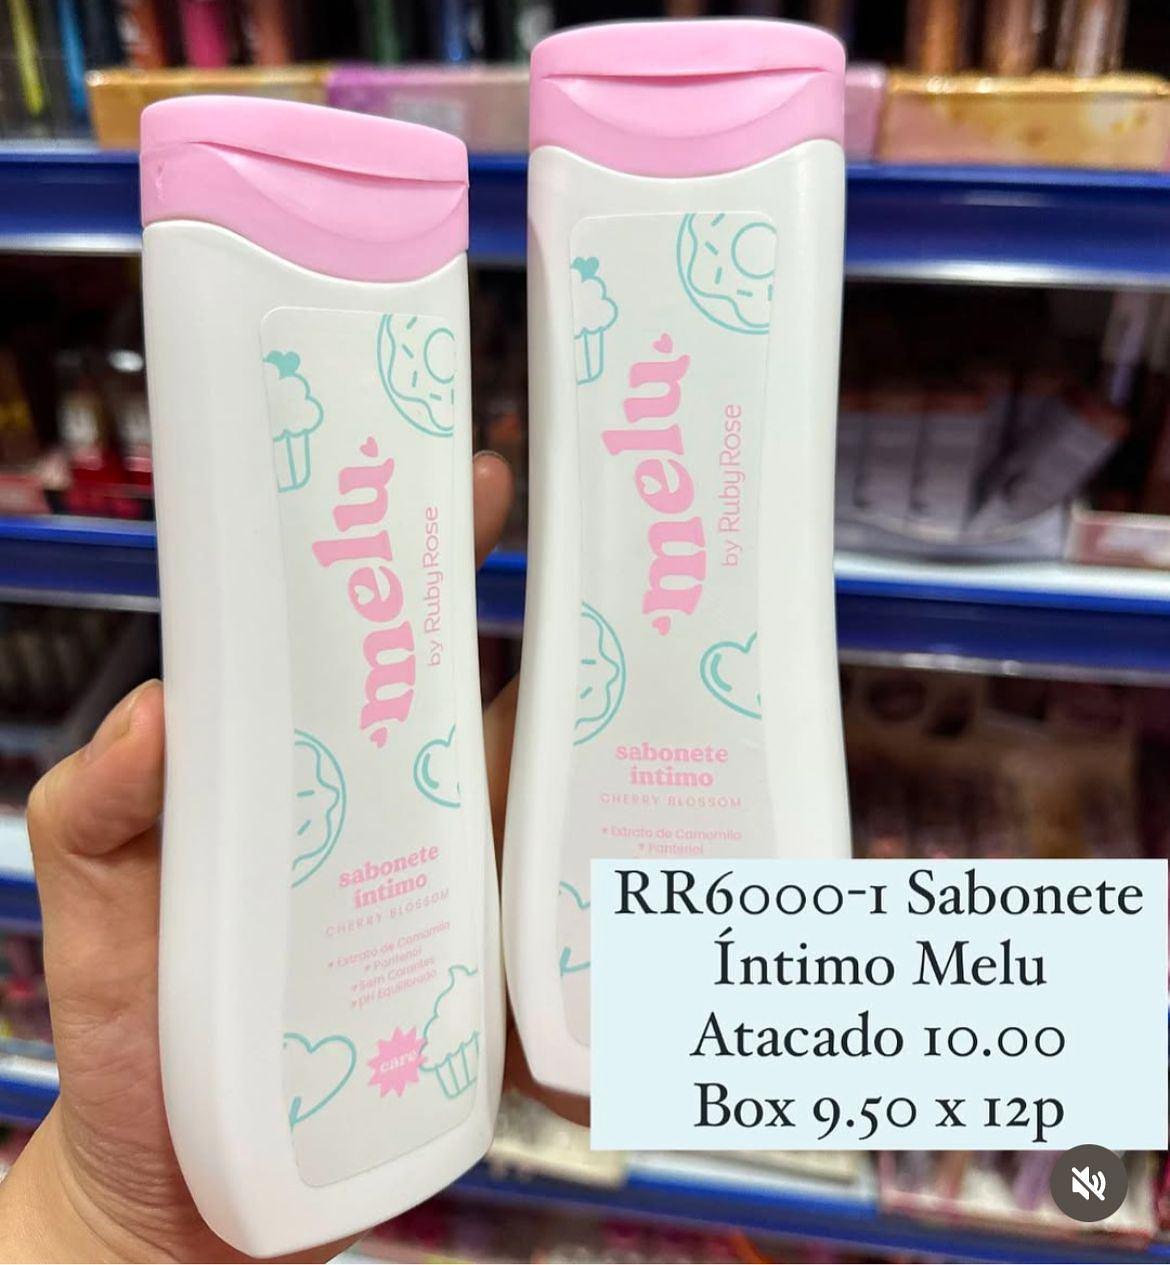 melu
by RubyRose
sabonete
íntimo
CHERRY BLOSSOM
• Extrato de Camomila
• Pantenol
• Sem Corantes
• pH Equilibrado
care
melu
by RubyRose
sabonete
íntimo
CHERRY BLOSSOM
• Extrato de Camomila
• Pantenol
RR6000-1 Sabonete
Íntimo Melu
Atacado 10.00
Box 9.50 x 12p